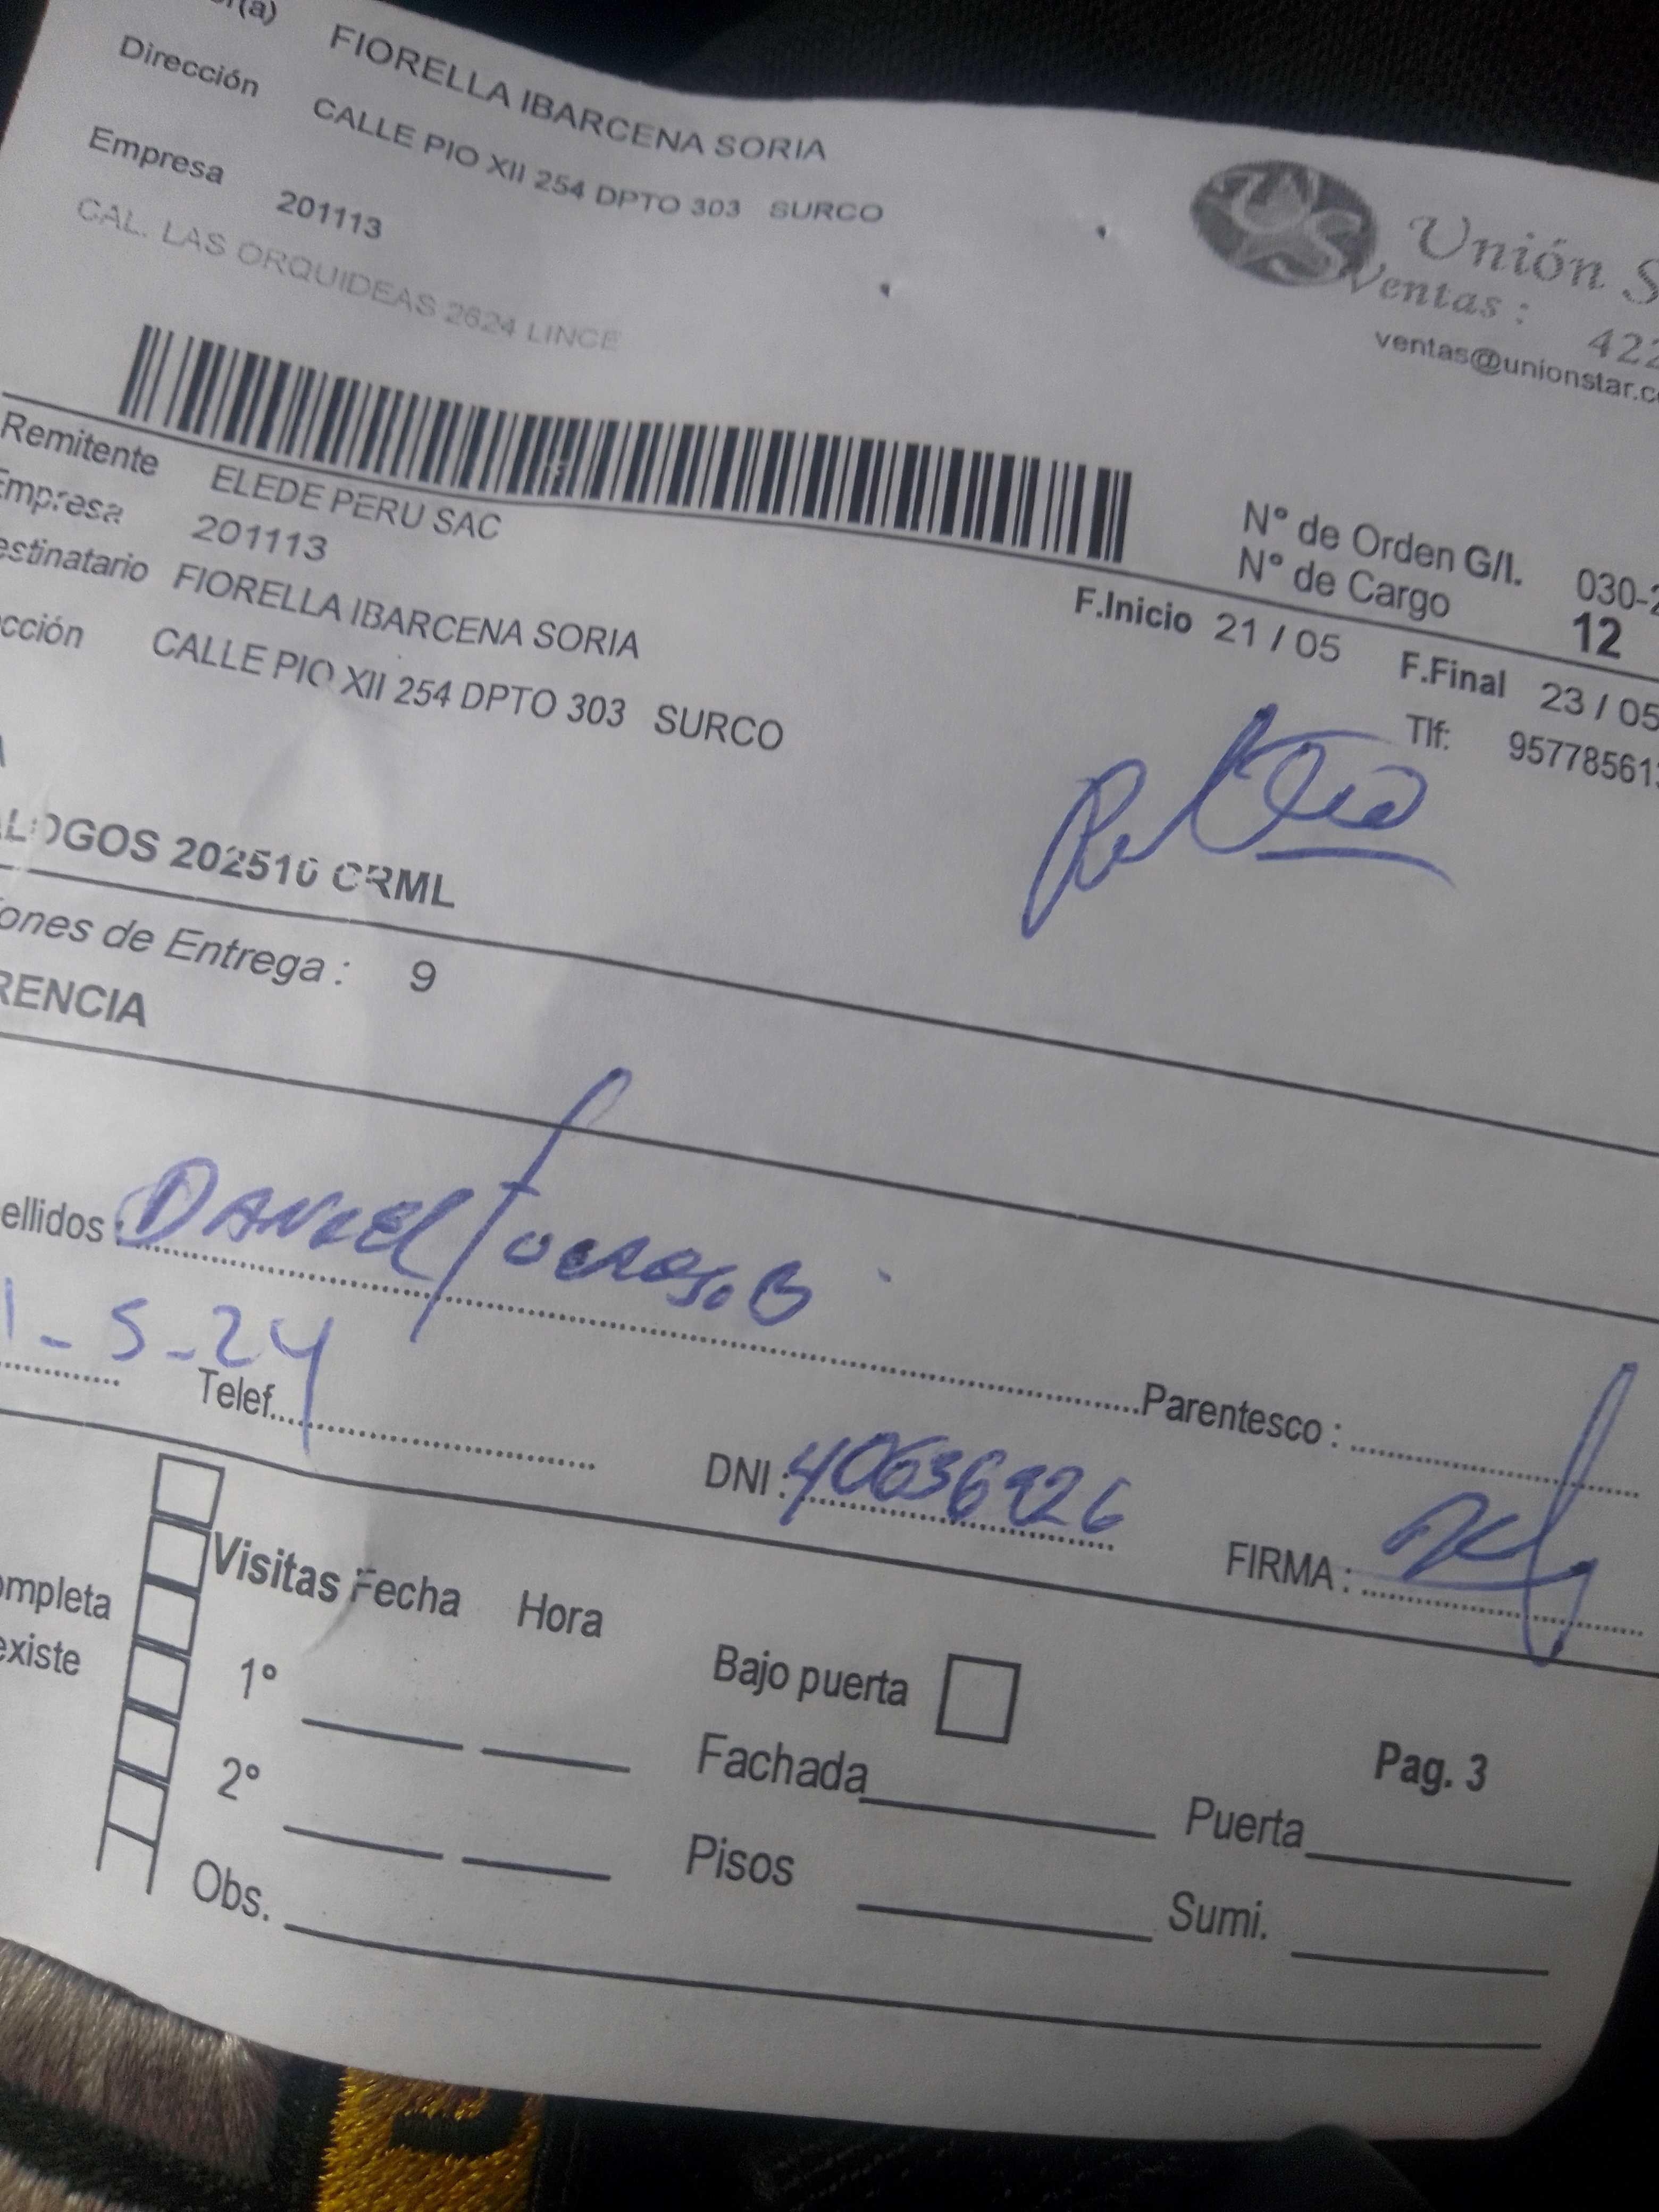 r(a) FIORELLA IBARCENA SORIA
Dirección CALLE PIO XII 254 DPTO 303 SURCO
Empresa 201113
CAL. LAS ORQUIDEAS 2624 LINCE
Unión S
Ventas : 422
ventas@unionstar.c
Remitente ELEDE PERU SAC
Empresa 201113
estinatario FIORELLA IBARCENA SORIA
cción CALLE PIO XII 254 DPTO 303 SURCO
N° de Orden G/I. 030-2
N° de Cargo 12
F.Inicio 21 / 05 F.Final 23 / 05
Tlf: 95778561
ALOGOS 202510 CRML
ones de Entrega : 9
RENCIA
ellidos : DANIEL
Parentesco :
1 - 5 - 24
Telef.
DNI : 40636926
FIRMA :
Visitas Fecha Hora
ompleta
existe
1°
2°
Obs.
Bajo puerta
Fachada
Pisos
Pag. 3
Puerta
Sumi.